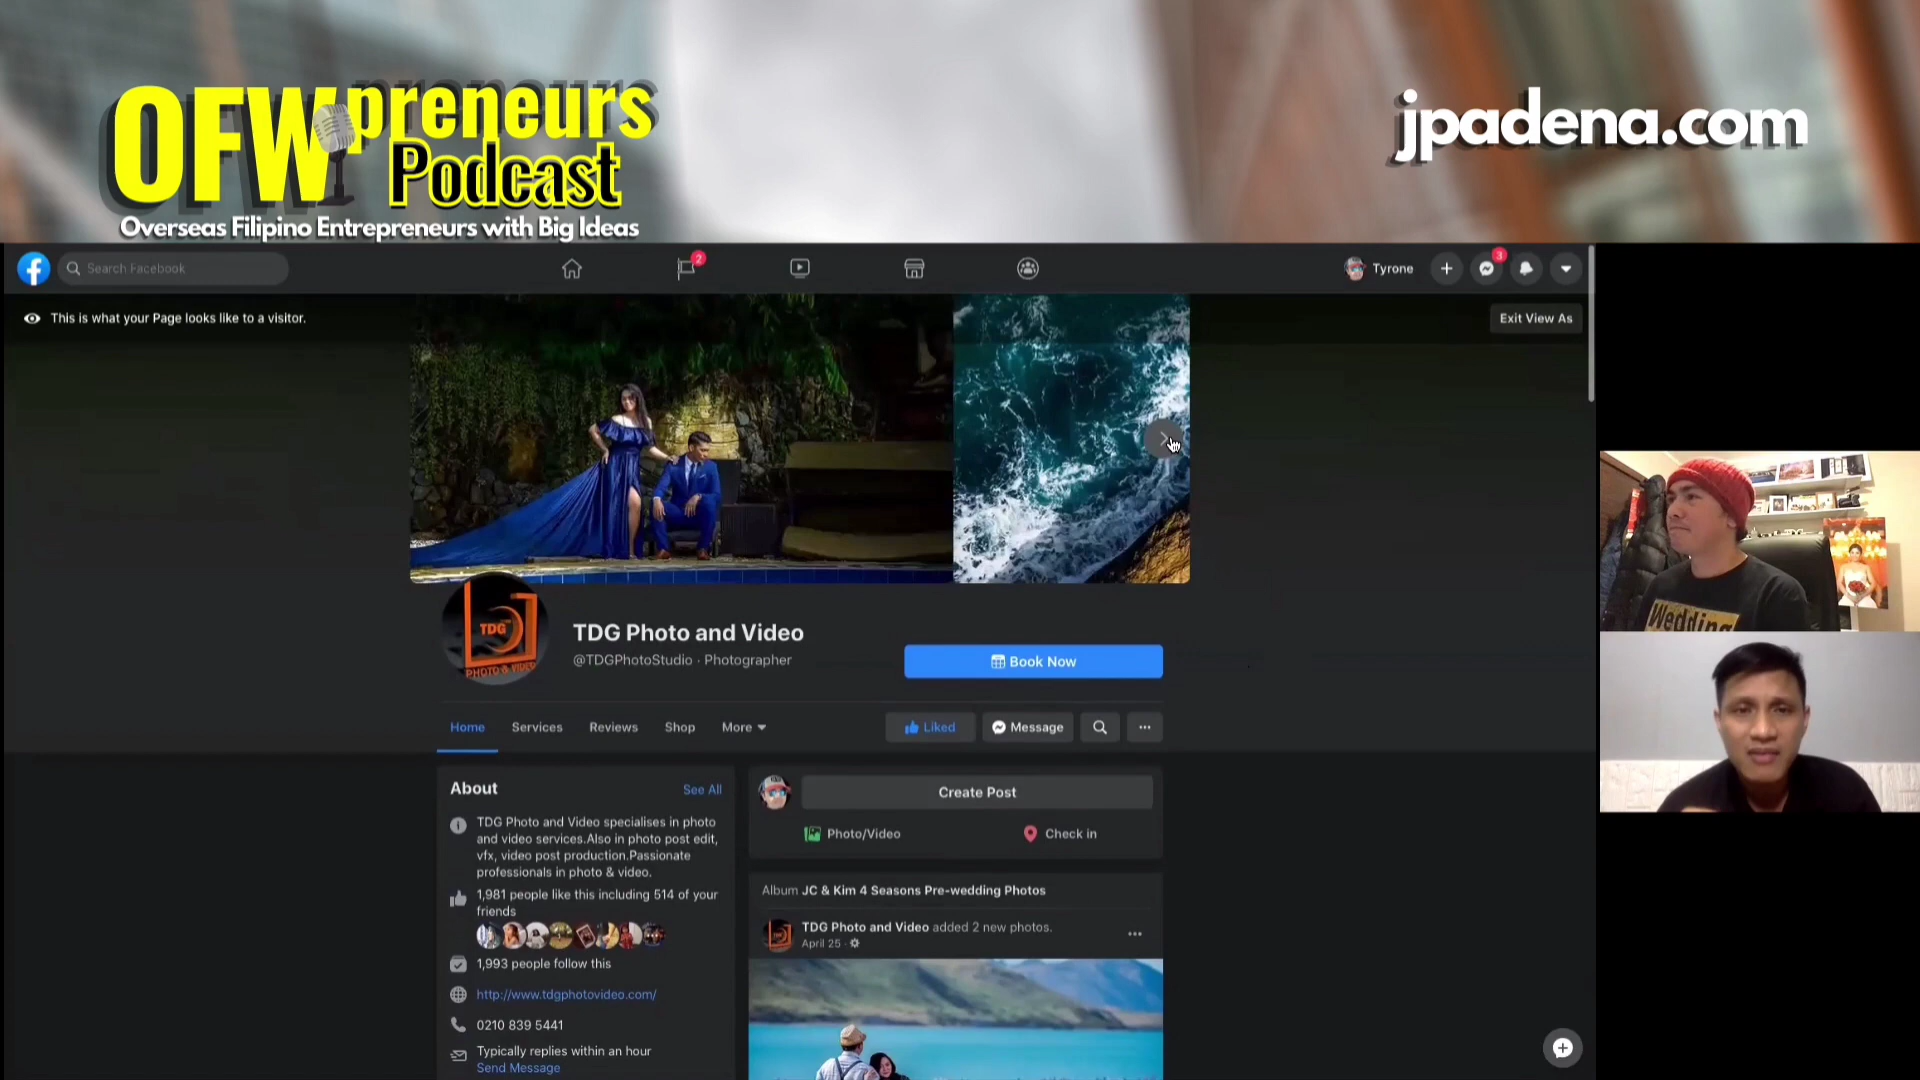 OFWpreneurs
Podcast
Overseas Filipino Entrepreneurs with Big Ideas
jpadena.com
Search Facebook
2
Tyrone
3
This is what your Page looks like to a visitor.
Exit View As
TDG
PHOTO & VIDEO
TDG Photo and Video
@TDGPhotoStudio · Photographer
Book Now
Home
Services
Reviews
Shop
More
Liked
Message
About
See All
TDG Photo and Video specialises in photo
and video services.Also in photo post edit,
vfx, video post production.Passionate
professionals in photo & video.
1,981 people like this including 514 of your
friends
1,993 people follow this
http://www.tdgphotovideo.com/
0210 839 5441
Typically replies within an hour
Send Message
Create Post
Photo/Video
Check in
Album JC & Kim 4 Seasons Pre-wedding Photos
TDG Photo and Video added 2 new photos.
April 25 ·
Wedding